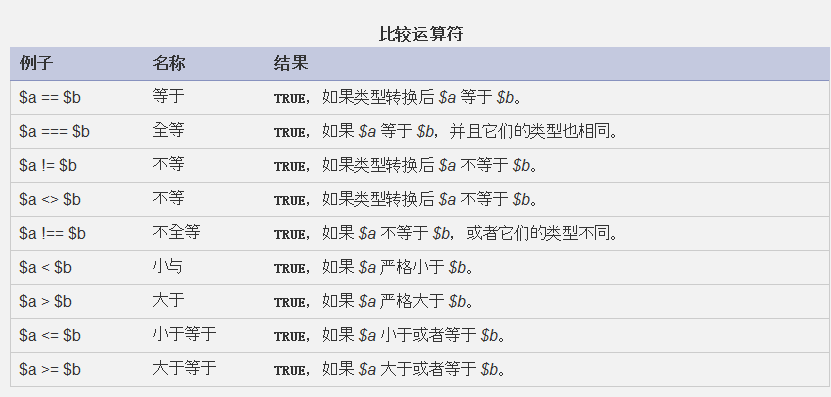 比较运算符
例子 名称 结果
$a == $b 等于 TRUE，如果类型转换后 $a 等于 $b。
$a === $b 全等 TRUE，如果 $a 等于 $b，并且它们的类型也相同。
$a != $b 不等 TRUE，如果类型转换后 $a 不等于 $b。
$a <> $b 不等 TRUE，如果类型转换后 $a 不等于 $b。
$a !== $b 不全等 TRUE，如果 $a 不等于 $b，或者它们的类型不同。
$a < $b 小与 TRUE，如果 $a 严格小于 $b。
$a > $b 大于 TRUE，如果 $a 严格大于 $b。
$a <= $b 小于等于 TRUE，如果 $a 小于或者等于 $b。
$a >= $b 大于等于 TRUE，如果 $a 大于或者等于 $b。